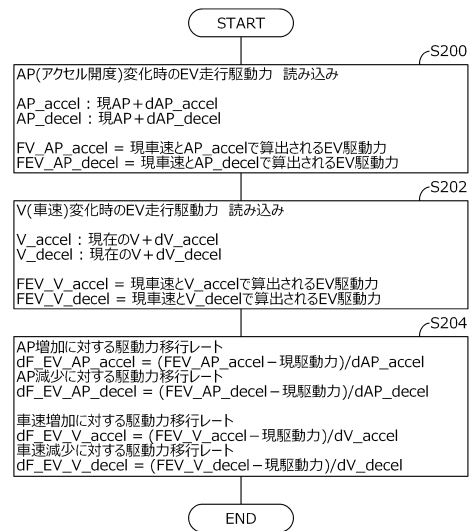 START
S200
AP(アクセル開度)変化時のEV走行駆動力　読み込み
AP_accel : 現AP+dAP_accel
AP_decel : 現AP+dAP_decel
FV_AP_accel = 現車速とAP_accelで算出されるEV駆動力
FEV_AP_decel = 現車速とAP_decelで算出されるEV駆動力
S202
V(車速)変化時のEV走行駆動力　読み込み
V_accel : 現在のV+dV_accel
V_decel : 現在のV+dV_decel
FEV_V_accel = 現車速とV_accelで算出されるEV駆動力
FEV_V_decel = 現車速とV_decelで算出されるEV駆動力
S204
AP増加に対する駆動力移行レート
dF_EV_AP_accel = (FEV_AP_accel-現駆動力)/dAP_accel
AP減少に対する駆動力移行レート
dF_EV_AP_decel = (FEV_AP_decel-現駆動力)/dAP_decel
車速増加に対する駆動力移行レート
dF_EV_V_accel = (FEV_V_accel-現駆動力)/dV_accel
車速減少に対する駆動力移行レート
dF_EV_V_decel = (FEV_V_decel-現駆動力)/dV_decel
END